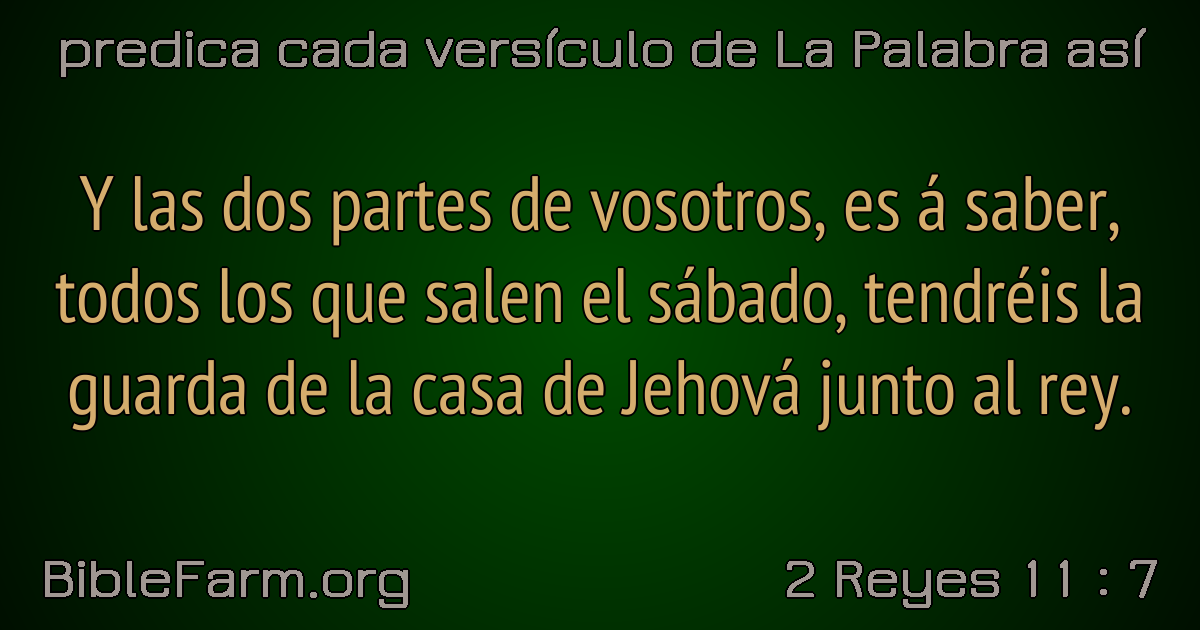 predica cada versículo de La Palabra así
Y las dos partes de vosotros, es á saber,
todos los que salen el sábado, tendréis la
guarda de la casa de Jehová junto al rey.
BibleFarm.org
2 Reyes 11 : 7